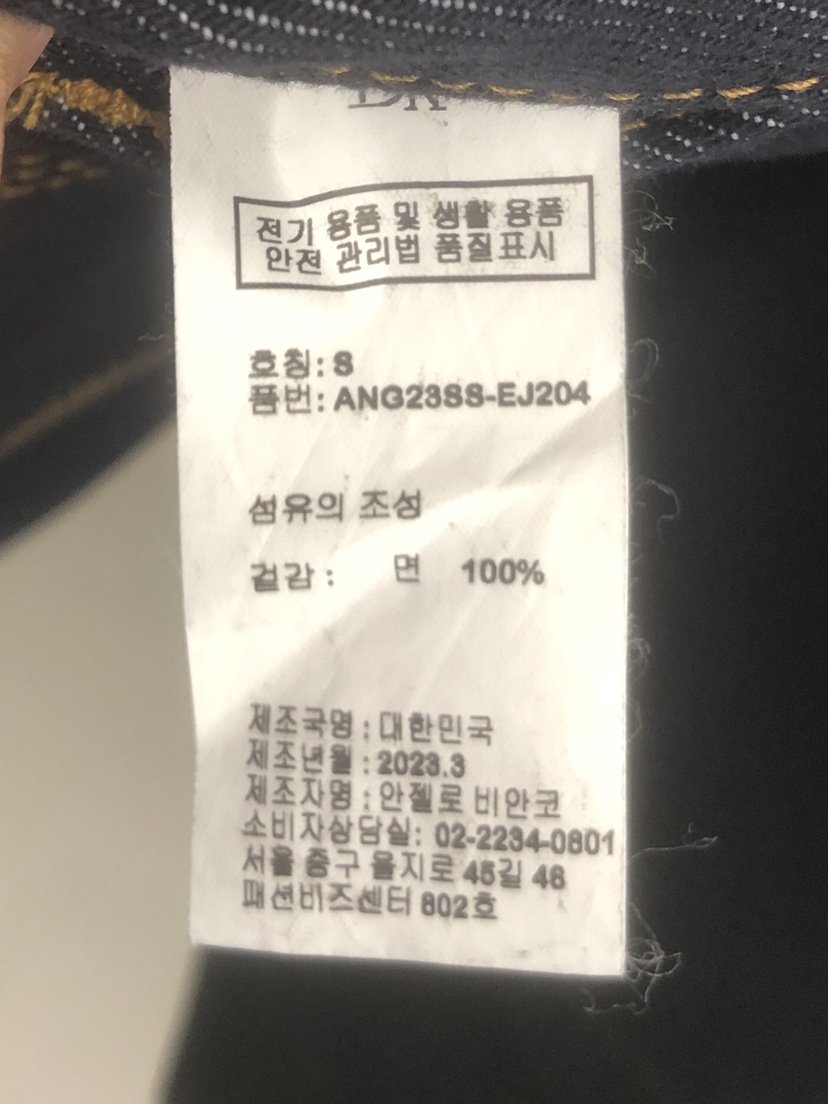 전기 용품 및 생활 용품
안전 관리법 품질표시
호칭: S
품번: ANG23SS-EJ204
섬유의 조성
겉감 : 면 100%
제조국명 : 대한민국
제조년월 : 2023.3
제조자명 : 안젤로 비안코
소비자상담실: 02-2234-0801
서울 중구 을지로 45길 46
패션비즈센터 802호